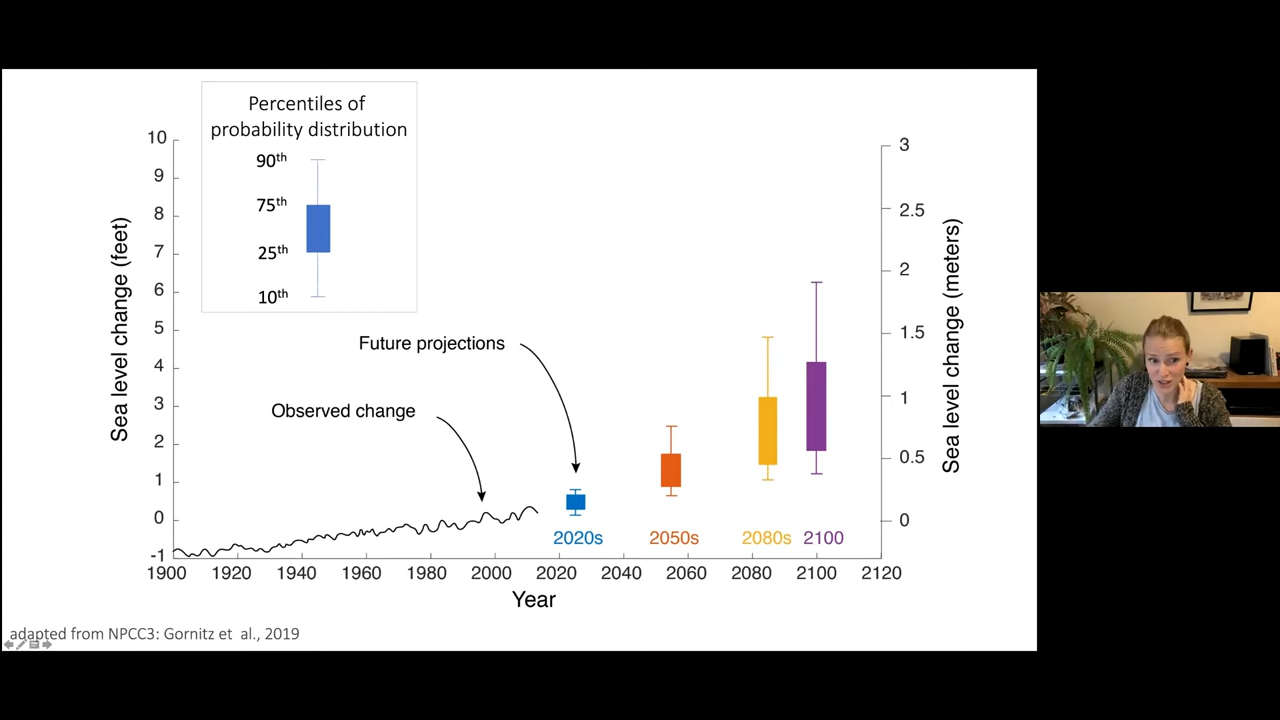 Percentiles of
probability distribution
90th
75th
25th
10th
Sea level change (feet)
10
9
8
7
6
5
4
3
2
1
0
-1
Future projections
Observed change
2020s
2050s
2080s
2100
3
2.5
2
1.5
1
0.5
0
Sea level change (meters)
1900 1920 1940 1960 1980 2000 2020 2040 2060 2080 2100 2120
Year
adapted from NPCC3: Gornitz et al., 2019